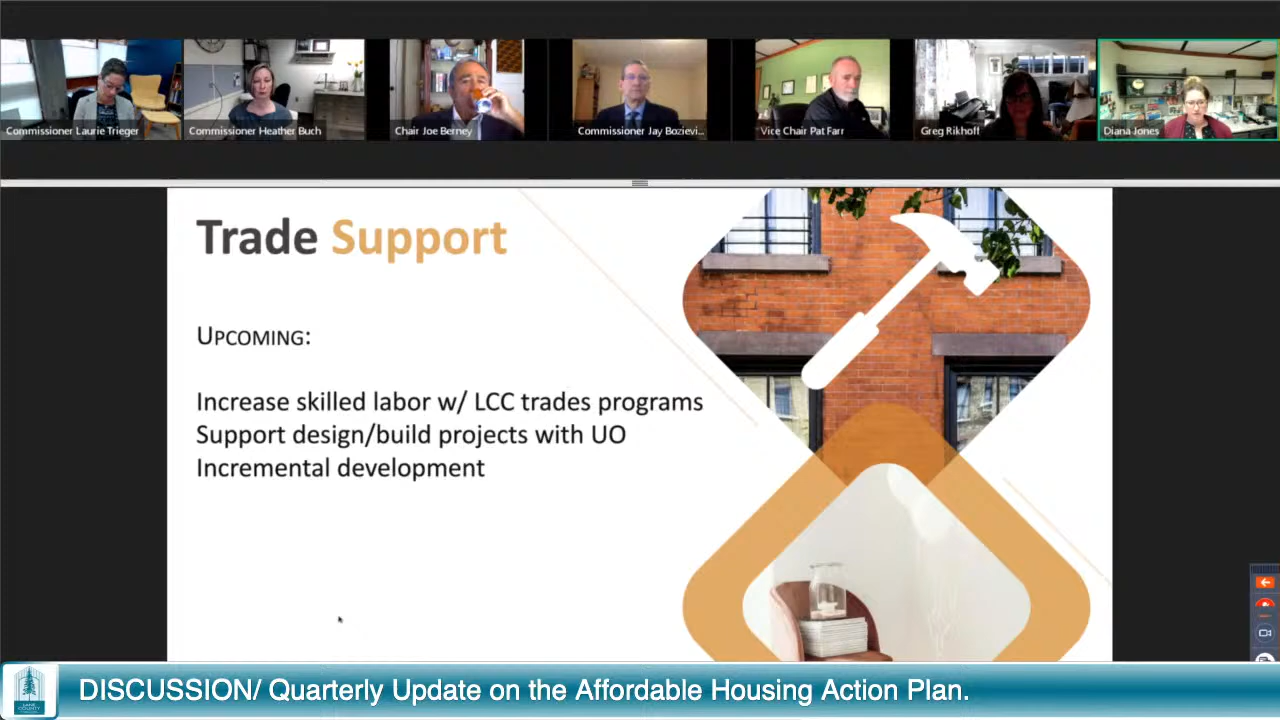 Commissioner Laurie Trieger
Commissioner Heather Buch
Chair Joe Berney
Commissioner Jay Bozievi...
Vice Chair Pat Farr
Greg Rikhoff
Diana Jones
Trade Support
UPCOMING:
Increase skilled labor w/ LCC trades programs
Support design/build projects with UO
Incremental development
LANE
COUNTY
DISCUSSION/ Quarterly Update on the Affordable Housing Action Plan.